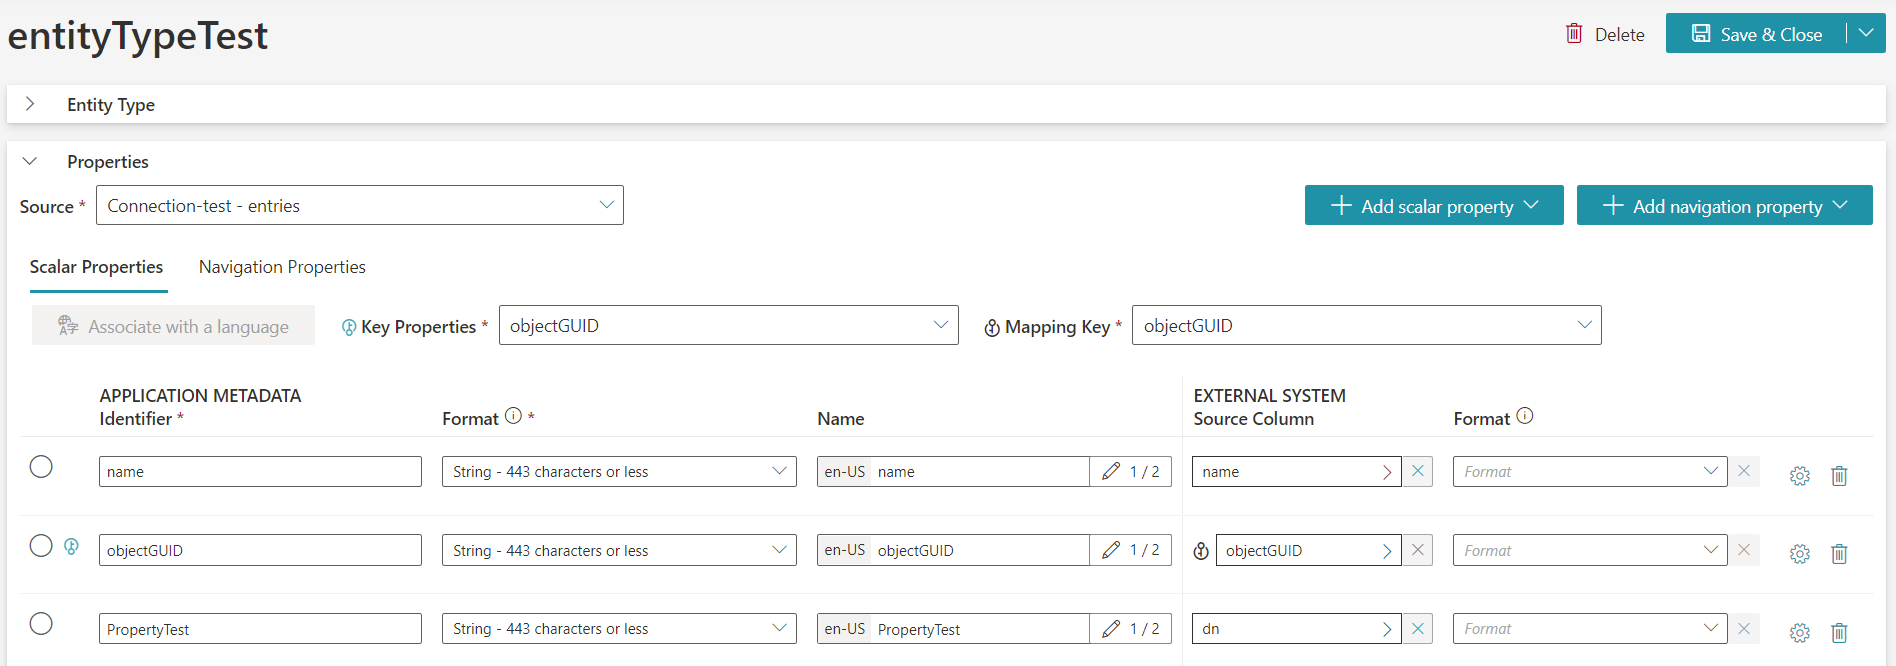 entityTypeTest
Delete
Save & Close
Entity Type
Properties
Source * Connection-test - entries
Add scalar property
Add navigation property
Scalar Properties
Navigation Properties
Associate with a language
Key Properties * objectGUID
Mapping Key * objectGUID
APPLICATION METADATA
EXTERNAL SYSTEM
Identifier * Format * Name Source Column Format
name String - 443 characters or less en-US name 1 / 2 name Format
objectGUID String - 443 characters or less en-US objectGUID 1 / 2 objectGUID Format
PropertyTest String - 443 characters or less en-US PropertyTest 1 / 2 dn Format